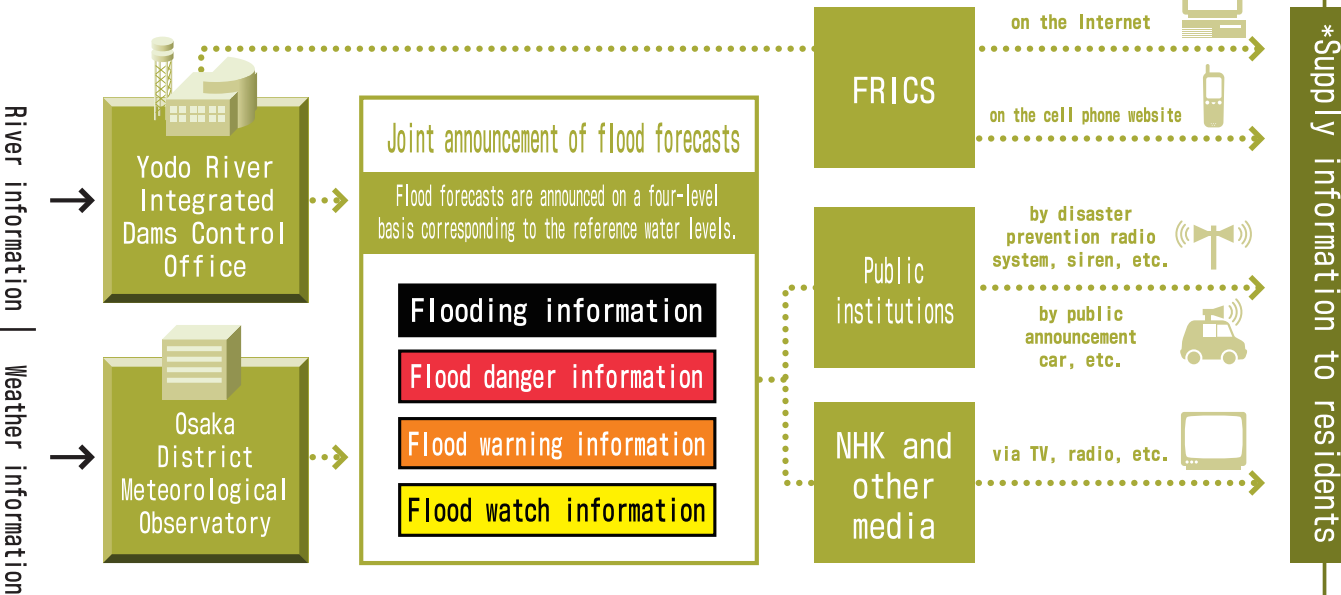 River information
Weather information
Yodo River
Integrated
Dams Control
Office
Osaka
District
Meteorological
Observatory
Joint announcement of flood forecasts
Flood forecasts are announced on a four-level
basis corresponding to the reference water levels.
Flooding information
Flood danger information
Flood warning information
Flood watch information
FRICS
on the Internet
on the cell phone website
Public
institutions
by disaster
prevention radio
system, siren, etc.
by public
announcement
car, etc.
NHK and
other
media
via TV, radio, etc.
*Supply information to residents